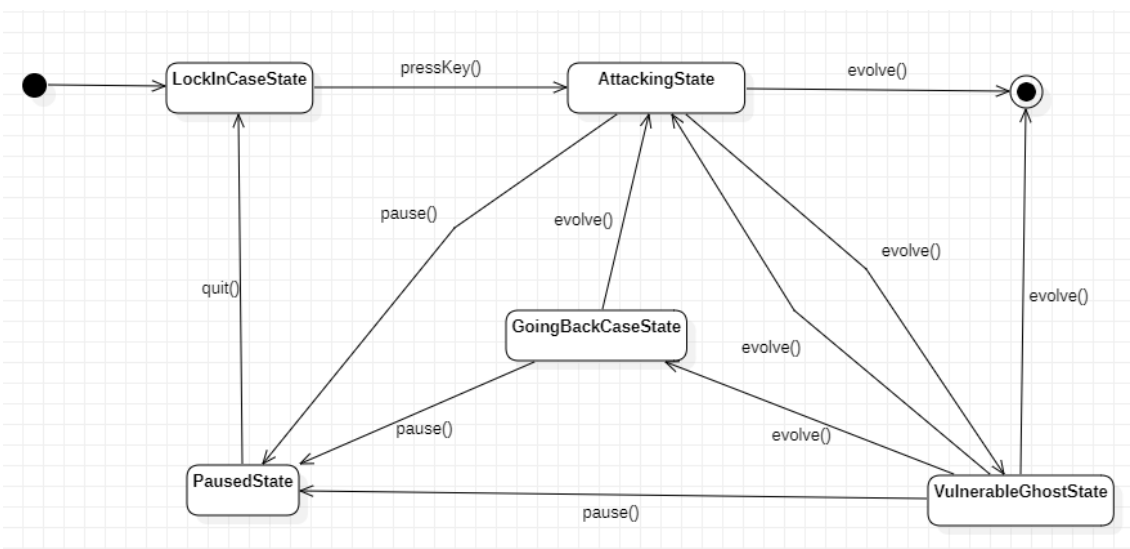 LockInCaseState
pressKey()
AttackingState
evolve()
pause()
evolve()
evolve()
quit()
evolve()
GoingBackCaseState
evolve()
pause()
evolve()
PausedState
VulnerableGhostState
pause()